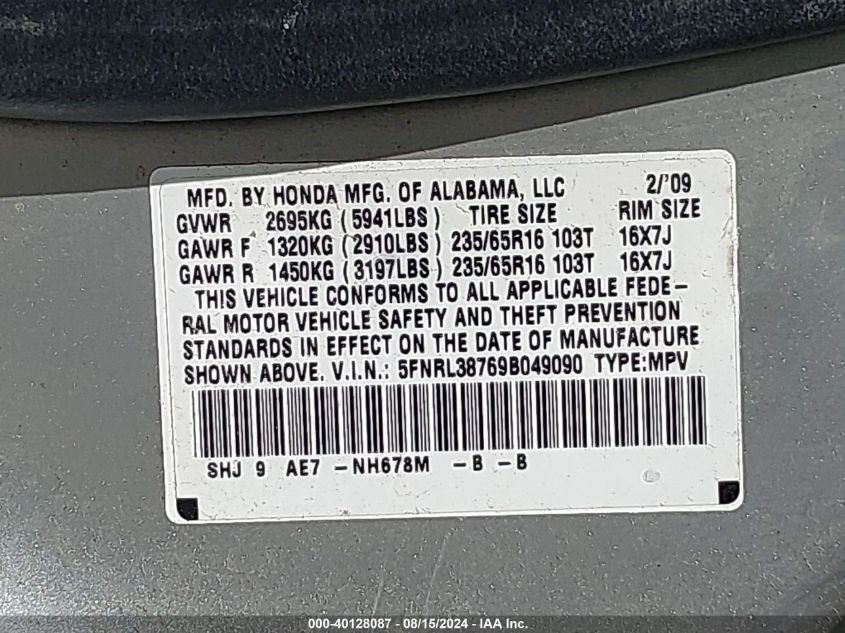 MFD. BY HONDA MFG. OF ALABAMA, LLC 2/'09
GVWR 2695KG (5941LBS) TIRE SIZE RIM SIZE
GAWR F 1320KG (2910LBS) 235/65R16 103T 16X7J
GAWR R 1450KG (3197LBS) 235/65R16 103T 16X7J
THIS VEHICLE CONFORMS TO ALL APPLICABLE FEDE-
RAL MOTOR VEHICLE SAFETY AND THEFT PREVENTION
STANDARDS IN EFFECT ON THE DATE OF MANUFACTURE
SHOWN ABOVE. V.I.N.: 5FNRL38769B049090 TYPE:MPV
SHJ 9 AE7 -NH678M -B -B
000-40128087 - 08/15/2024 - IAA Inc.